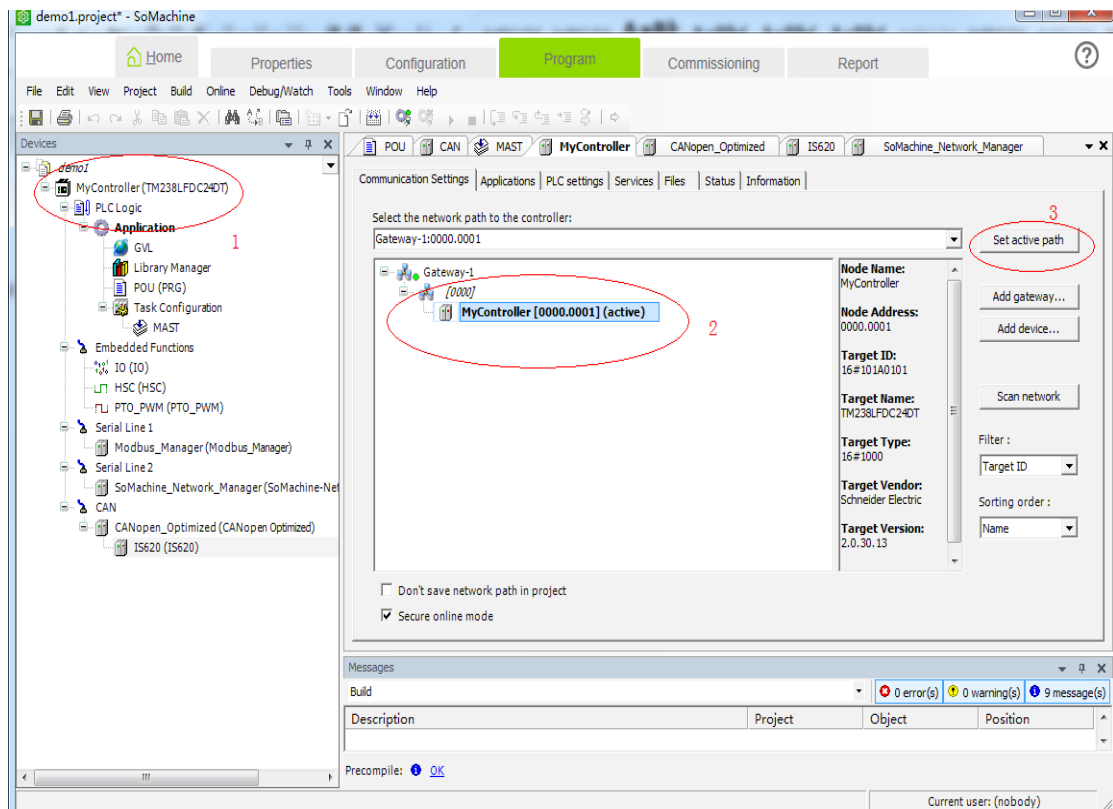 demo1.project* - SoMachine
Home
Properties
Configuration
Program
Commissioning
Report
File Edit View Project Build Online Debug/Watch Tools Window Help
Devices
demo1
MyController (TM238LFDC24DT)
PLC Logic
Application
GVL
Library Manager
POU (PRG)
Task Configuration
MAST
Embedded Functions
IO (IO)
HSC (HSC)
PTO_PWM (PTO_PWM)
Serial Line 1
Modbus_Manager (Modbus_Manager)
Serial Line 2
SoMachine_Network_Manager (SoMachine-Net
CAN
CANopen_Optimized (CANopen Optimized)
IS620 (IS620)
1
POU CAN MAST MyController CANopen_Optimized IS620 SoMachine_Network_Manager
Communication Settings Applications PLC settings Services Files Status Information
Select the network path to the controller:
Gateway-1:0000.0001
Gateway-1
[0000]
MyController [0000.0001] (active)
2
Node Name:
MyController
Node Address:
0000.0001
Target ID:
16#101A0101
Target Name:
TM238LFDC24DT
Target Type:
16#1000
Target Vendor:
Schneider Electric
Target Version:
2.0.30.13
3
Set active path
Add gateway...
Add device...
Scan network
Filter :
Target ID
Sorting order :
Name
Don't save network path in project
Secure online mode
Messages
Build
0 error(s) 0 warning(s) 9 message(s)
Description Project Object Position
Precompile: OK
Current user: (nobody)